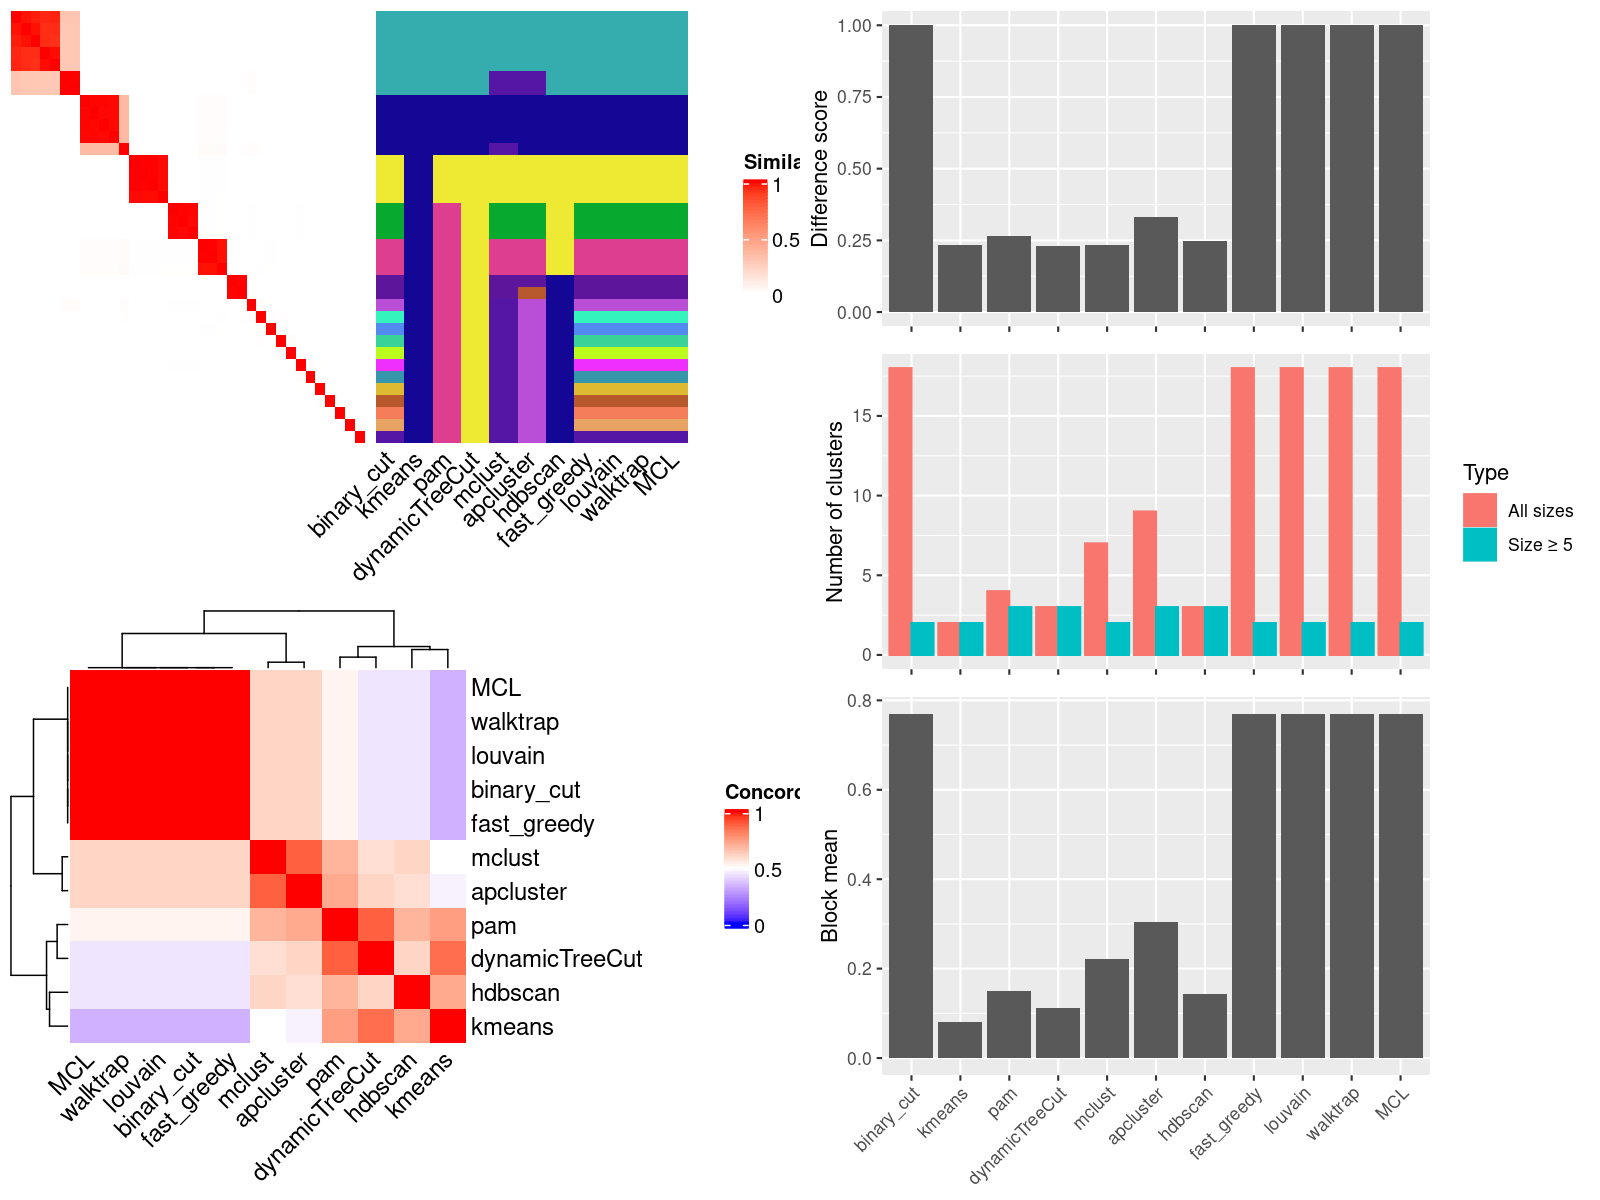 Simila
1
0.5
0
binary_cut
kmeans
pam
dynamicTreeCut
mclust
apcluster
hdbscan
fast_greedy
louvain
walktrap
MCL
MCL
walktrap
louvain
binary_cut
fast_greedy
mclust
apcluster
pam
dynamicTreeCut
hdbscan
kmeans
MCL
walktrap
louvain
binary_cut
fast_greedy
mclust
apcluster
pam
dynamicTreeCut
hdbscan
kmeans
Concord
1
0.5
0
Difference score
1.00
0.75
0.50
0.25
0.00
Number of clusters
15
10
5
0
Type
All sizes
Size ≥ 5
Block mean
0.8
0.6
0.4
0.2
0.0
binary_cut
kmeans
pam
dynamicTreeCut
mclust
apcluster
hdbscan
fast_greedy
louvain
walktrap
MCL